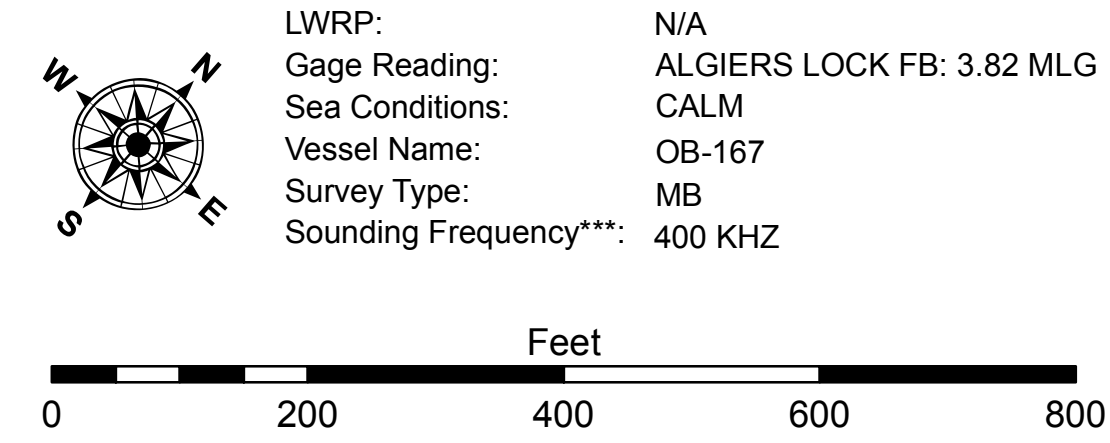 W N
S E
LWRP: N/A
Gage Reading: ALGIERS LOCK FB: 3.82 MLG
Sea Conditions: CALM
Vessel Name: OB-167
Survey Type: MB
Sounding Frequency***: 400 KHZ
Feet
0 200 400 600 800